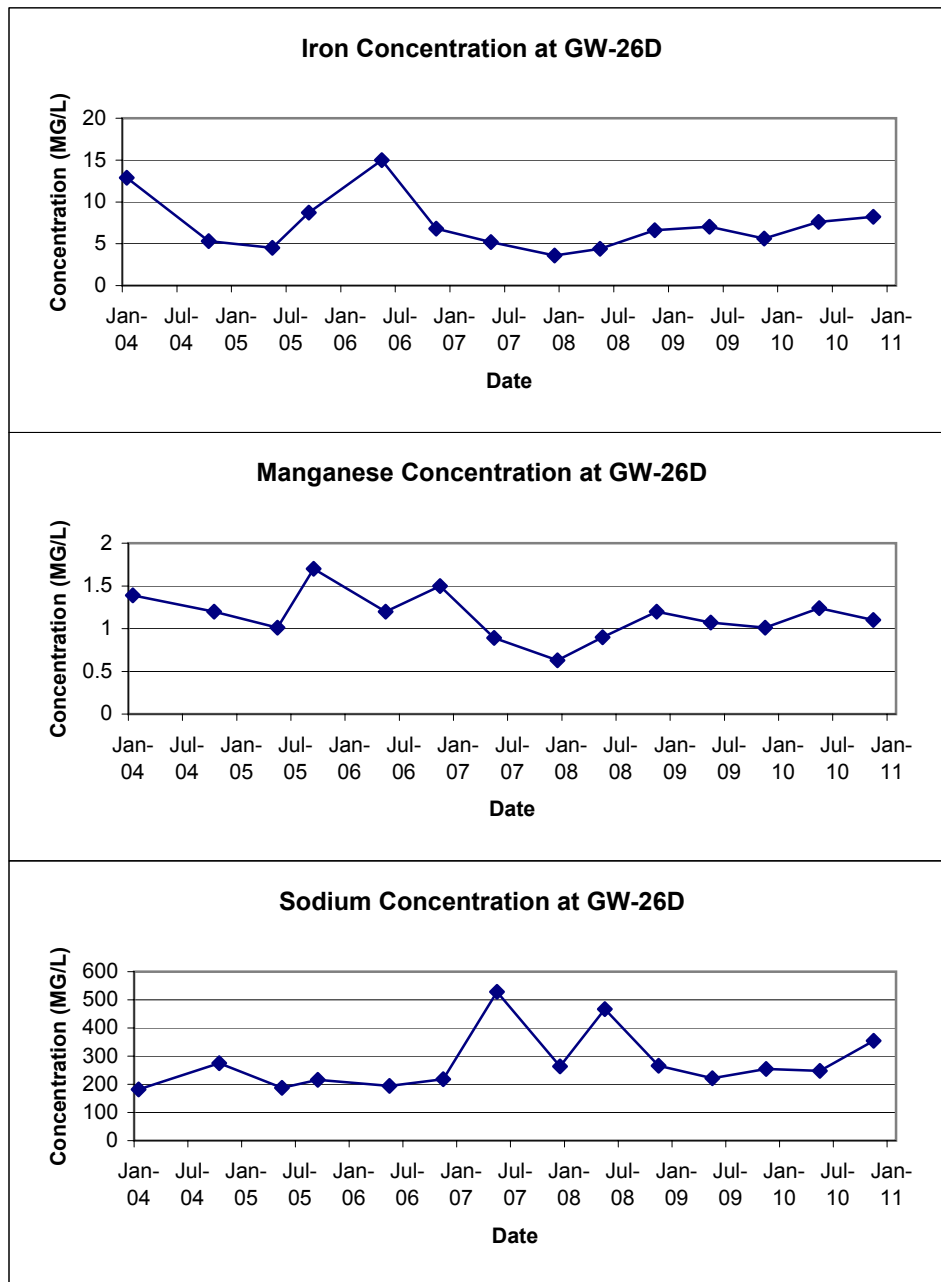 Iron Concentration at GW-26D
Concentration (MG/L)
20
15
10
5
0
Jan- Jul- Jan- Jul- Jan- Jul- Jan- Jul- Jan- Jul- Jan- Jul- Jan- Jul- Jan-
04 04 05 05 06 06 07 07 08 08 09 09 10 10 11
Date
Manganese Concentration at GW-26D
Concentration (MG/L)
2
1.5
1
0.5
0
Jan- Jul- Jan- Jul- Jan- Jul- Jan- Jul- Jan- Jul- Jan- Jul- Jan- Jul- Jan-
04 04 05 05 06 06 07 07 08 08 09 09 10 10 11
Date
Sodium Concentration at GW-26D
Concentration (MG/L)
600
500
400
300
200
100
0
Jan- Jul- Jan- Jul- Jan- Jul- Jan- Jul- Jan- Jul- Jan- Jul- Jan- Jul- Jan-
04 04 05 05 06 06 07 07 08 08 09 09 10 10 11
Date